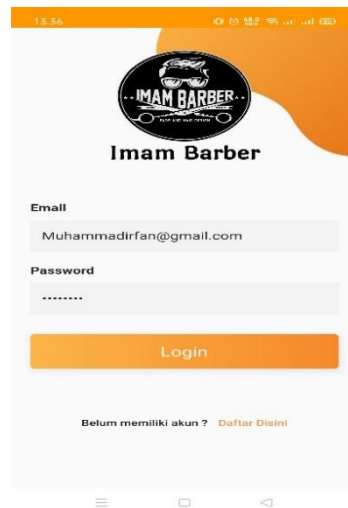 13.36
IMAM BARBER
Imam Barber
Email
Muhammadirfan@gmail.com
Password
········
Login
Belum memiliki akun ? Daftar Disini